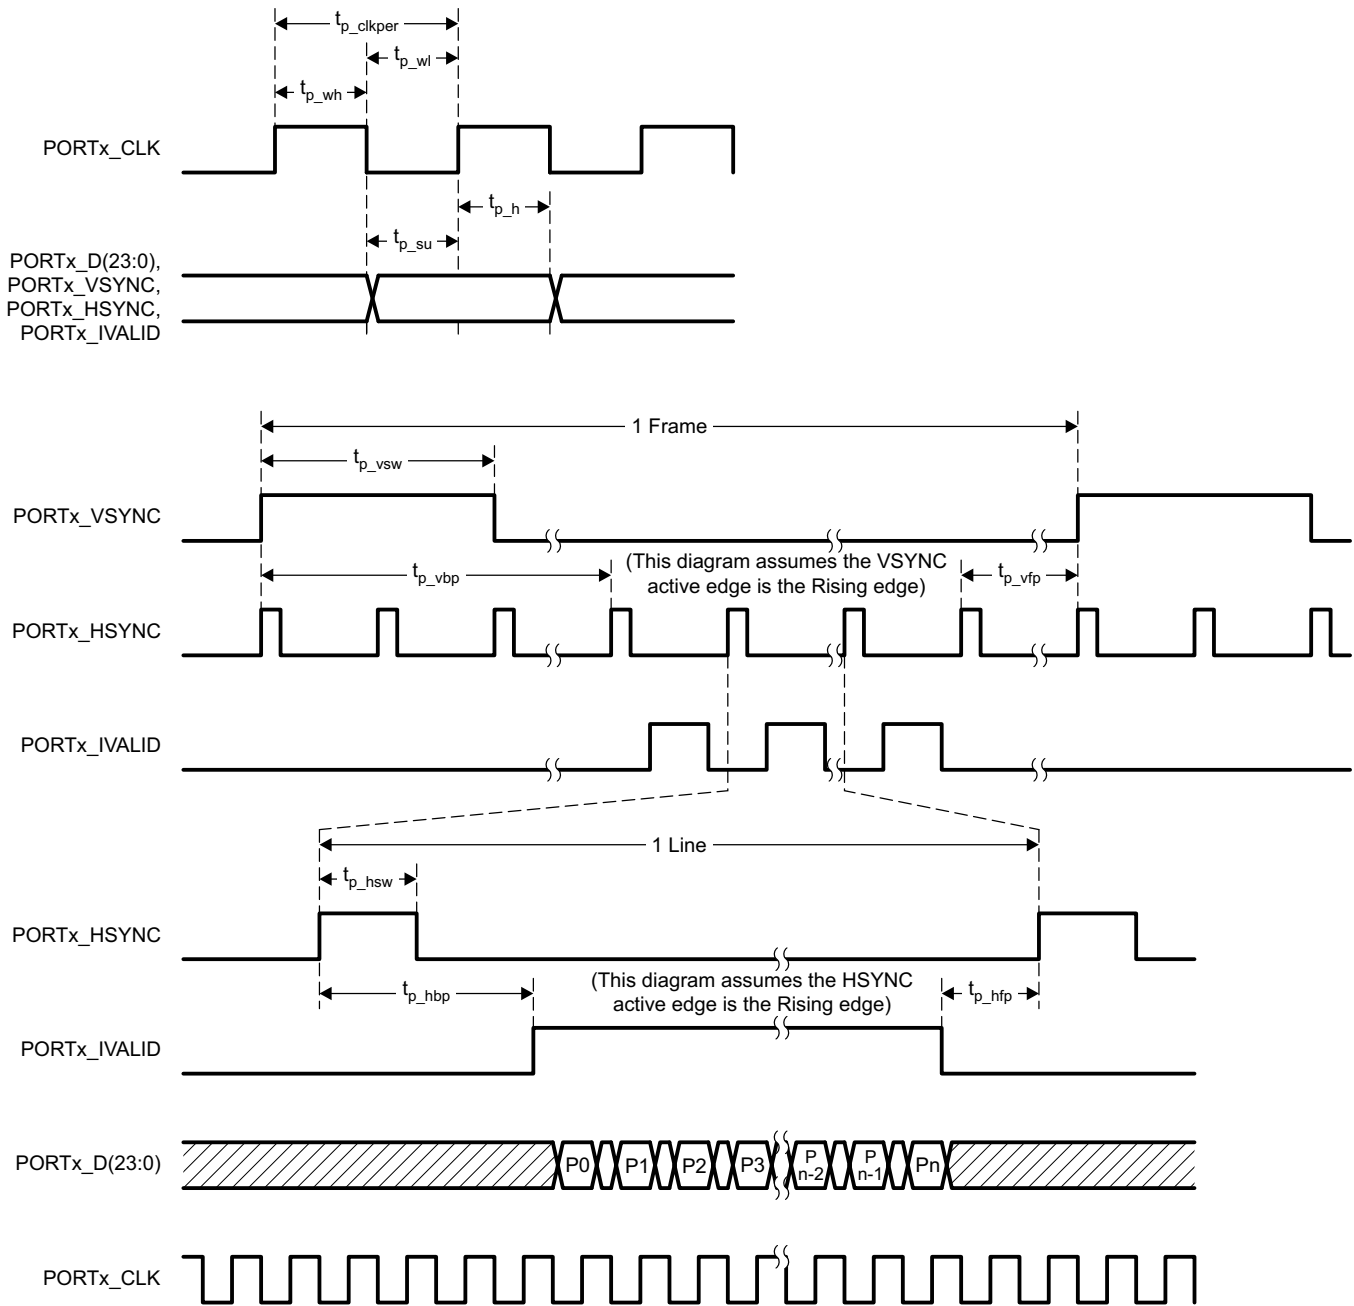 t_p_clkper
t_p_wl
t_p_wh
PORTx_CLK
t_p_h
t_p_su
PORTx_D(23:0),
PORTx_VSYNC,
PORTx_HSYNC,
PORTx_IVALID
1 Frame
t_p_vsw
PORTx_VSYNC
(This diagram assumes the VSYNC
active edge is the Rising edge)
t_p_vbp
t_p_vfp
PORTx_HSYNC
PORTx_IVALID
1 Line
t_p_hsw
PORTx_HSYNC
(This diagram assumes the HSYNC
active edge is the Rising edge)
t_p_hbp
t_p_hfp
PORTx_IVALID
PORTx_D(23:0)
P0
P1
P2
P3
P
n-2
P
n-1
Pn
PORTx_CLK